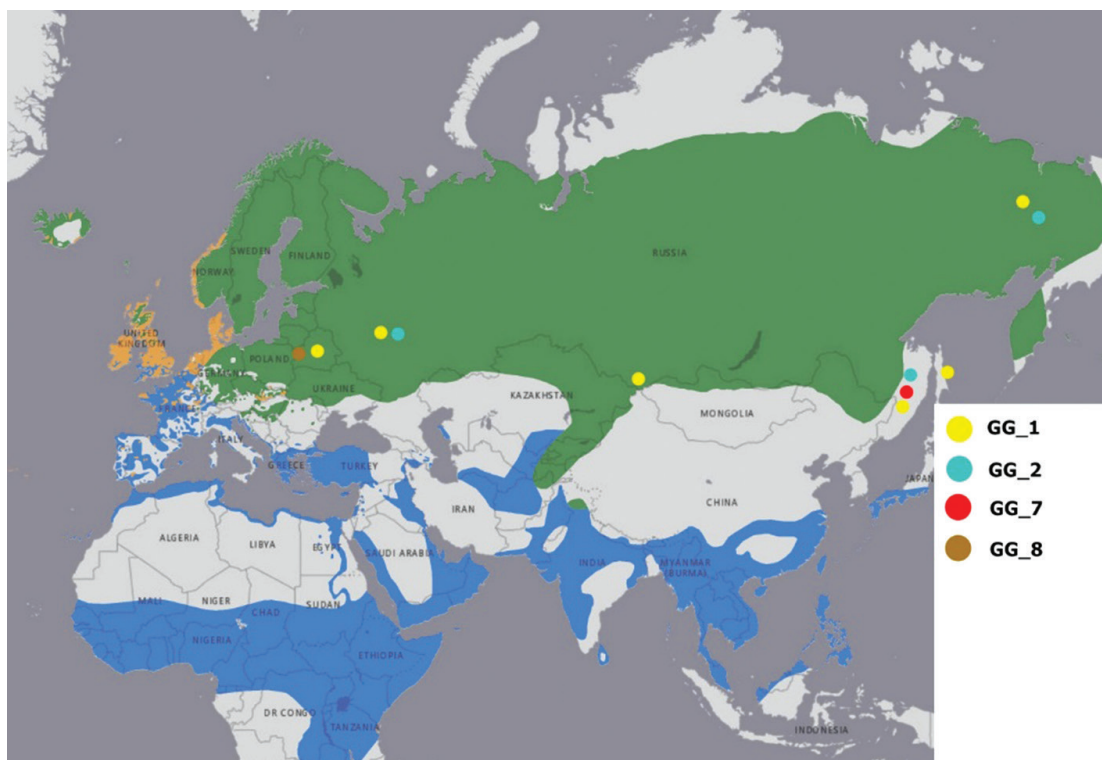 RUSSIA
SWEDEN
FINLAND
NORWAY
UNITED
KINGDOM
POLAND
GERMANY
UKRAINE
KAZAKHSTAN
MONGOLIA
FRANCE
ITALY
GREECE
TURKEY
JAPAN
CHINA
IRAN
ALGERIA
LIBYA
EGYPT
SAUDI ARABIA
INDIA
MYANMAR
(BURMA)
MALI
NIGER
CHAD
SUDAN
NIGERIA
ETHIOPIA
DR CONGO
TANZANIA
INDONESIA
GG_1
GG_2
GG_7
GG_8